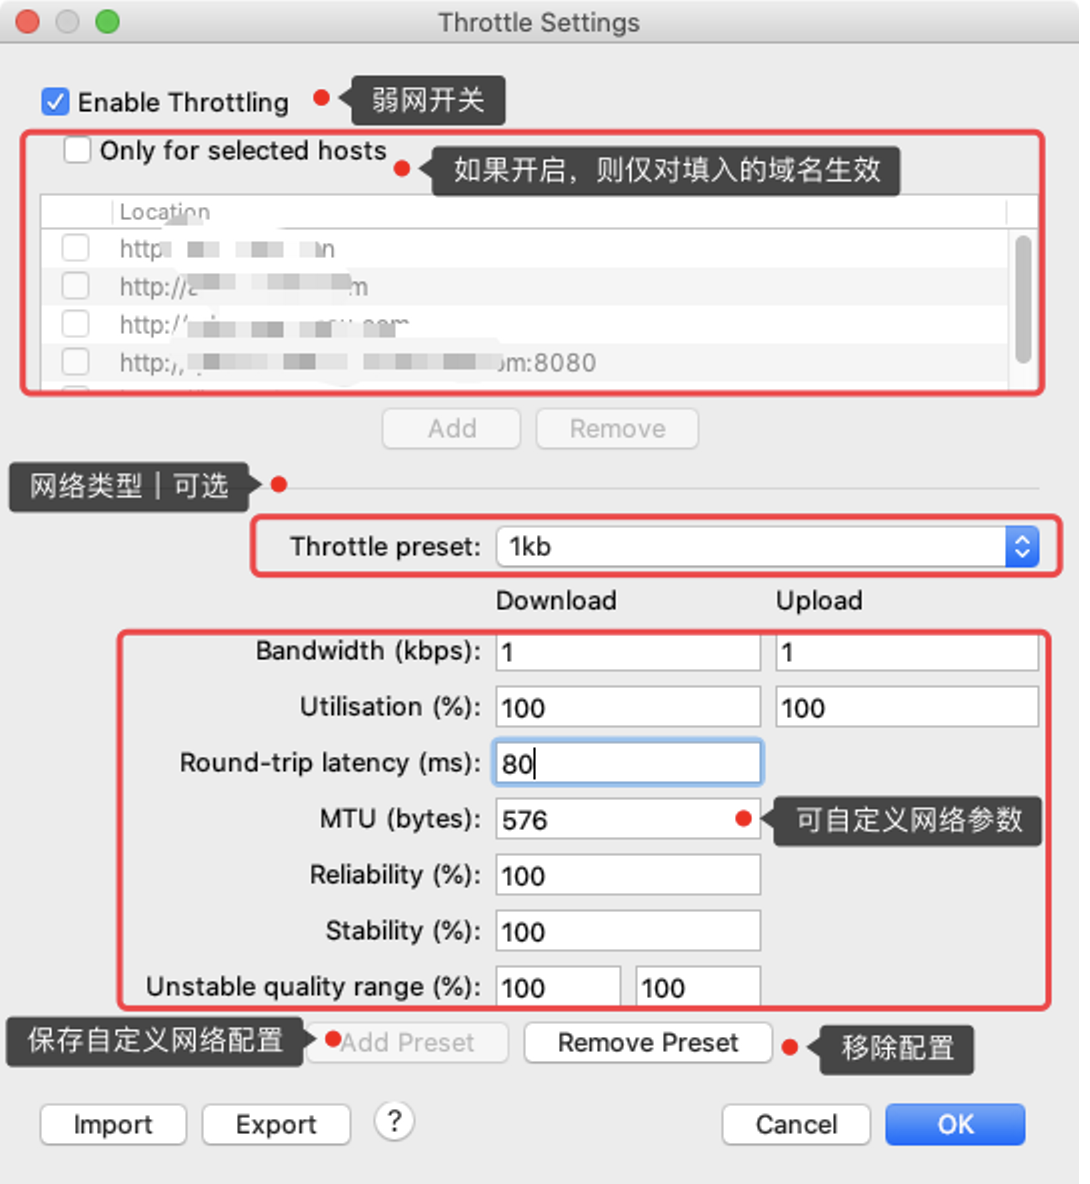 Throttle Settings
Enable Throttling
弱网开关
Only for selected hosts
如果开启，则仅对填入的域名生效
Location
http
http://
http://
http:/ om:8080
Add
Remove
网络类型｜可选
Throttle preset: 1kb
Download Upload
Bandwidth (kbps): 1 1
Utilisation (%): 100 100
Round-trip latency (ms): 80
MTU (bytes): 576
可自定义网络参数
Reliability (%): 100
Stability (%): 100
Unstable quality range (%): 100 100
保存自定义网络配置
Add Preset
Remove Preset
移除配置
Import
Export
?
Cancel
OK